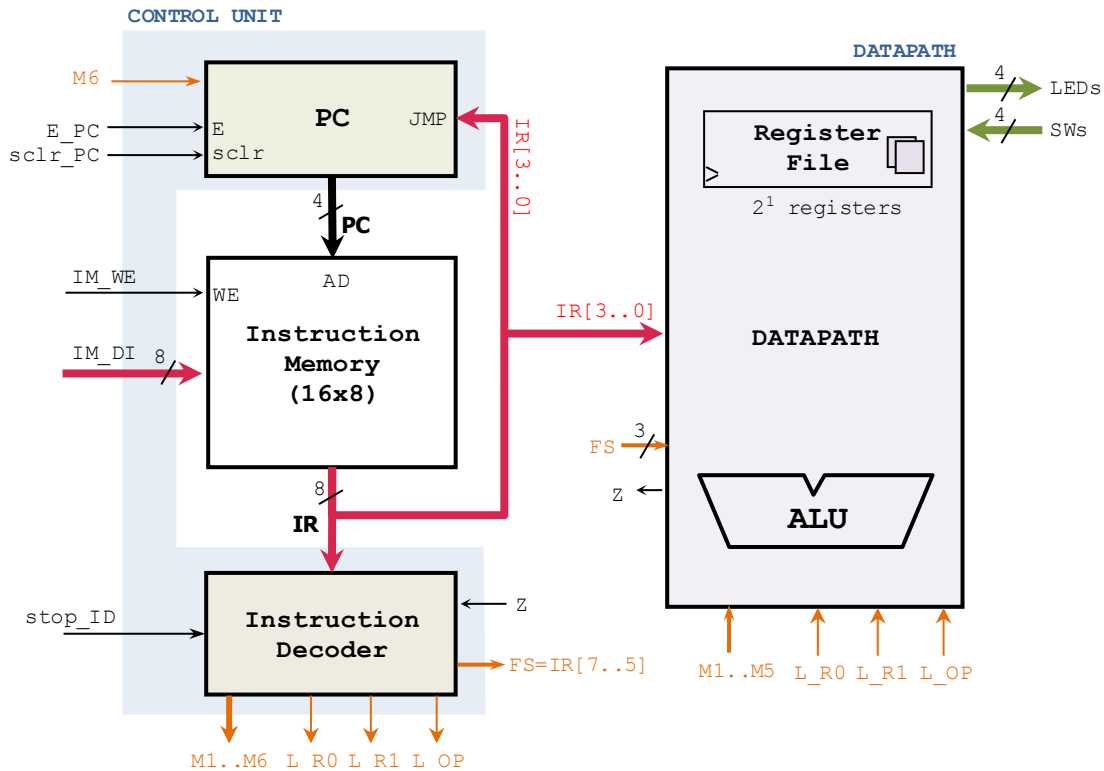 CONTROL UNIT
M6
E_PC
sclr_PC
E
sclr
PC
JMP
IR[3..0]
4
PC
IM_WE
WE
AD
IM_DI
8
Instruction
Memory
(16x8)
IR[3..0]
8
IR
stop_ID
Instruction
Decoder
Z
FS=IR[7..5]
M1..M6
L_R0
L_R1
L_OP
DATAPATH
4
LEDs
4
SWs
Register
File
2¹ registers
DATAPATH
FS
3
Z
ALU
M1..M5
L_R0
L_R1
L_OP